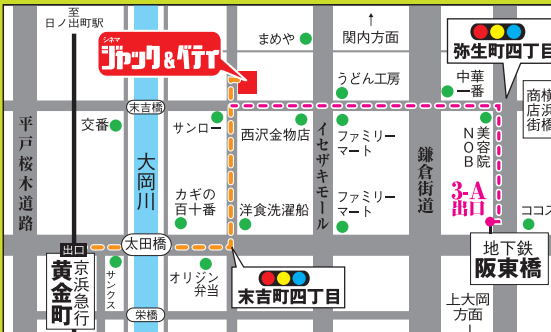 至
日ノ出町駅
シネマ
ジャック&ベティ
まめや
↑
関内方面
弥生町四丁目
うどん工房
中華
一番
末吉橋
交番
サンロー
西沢金物店
ファミリー
マート
美容院
NOB
横浜
商店街
平戸桜木道路
大岡川
イセザキモール
鎌倉街道
カギの
百十番
洋食洗濯船
ファミリー
マート
3-A
出口
ココス
出口
太田橋
京浜急行
黄金町
サンクス
オリジン
弁当
末吉町四丁目
地下鉄
阪東橋
栄橋
上大岡
方面